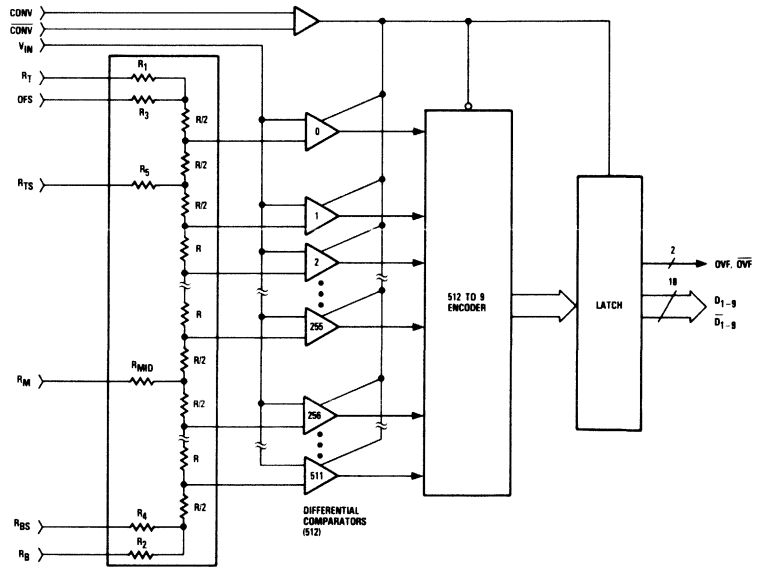 CONV
CONV
VIN
RT
R1
OFS
R3
R/2
0
R/2
RTS
R5
R/2
1
R
2
512 TO 9
ENCODER
LATCH
2
OVF, OVF
18
D1-9
D1-9
R
255
R/2
RM
RMID
R/2
256
R
511
R/2
DIFFERENTIAL
COMPARATORS
(512)
RBS
R4
RB
R2